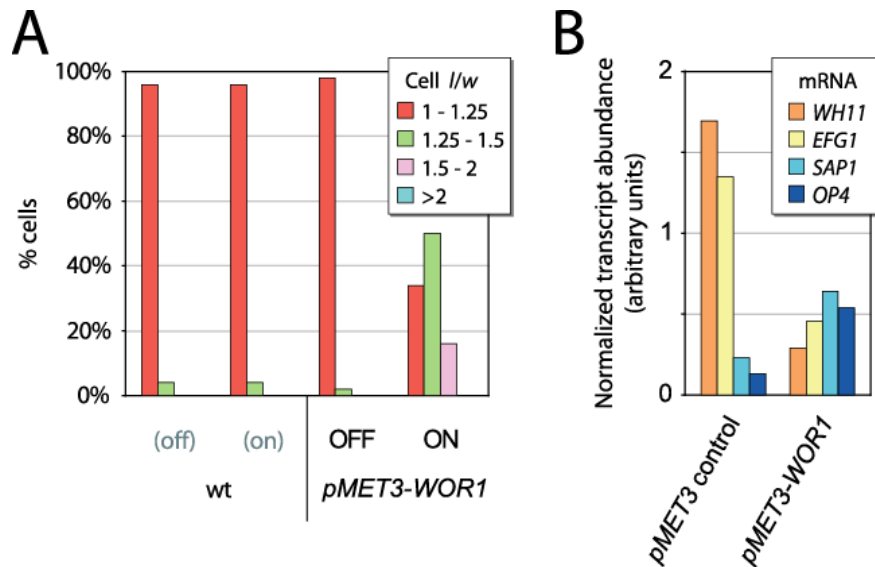 A
100%
80%
60%
40%
20%
0%
% cells
Cell l/w
1 - 1.25
1.25 - 1.5
1.5 - 2
>2
(off)
(on)
OFF
ON
wt
pMET3-WOR1
B
2
1
0
Normalized transcript abundance
(arbitrary units)
mRNA
WH11
EFG1
SAP1
OP4
pMET3 control
pMET3-WOR1